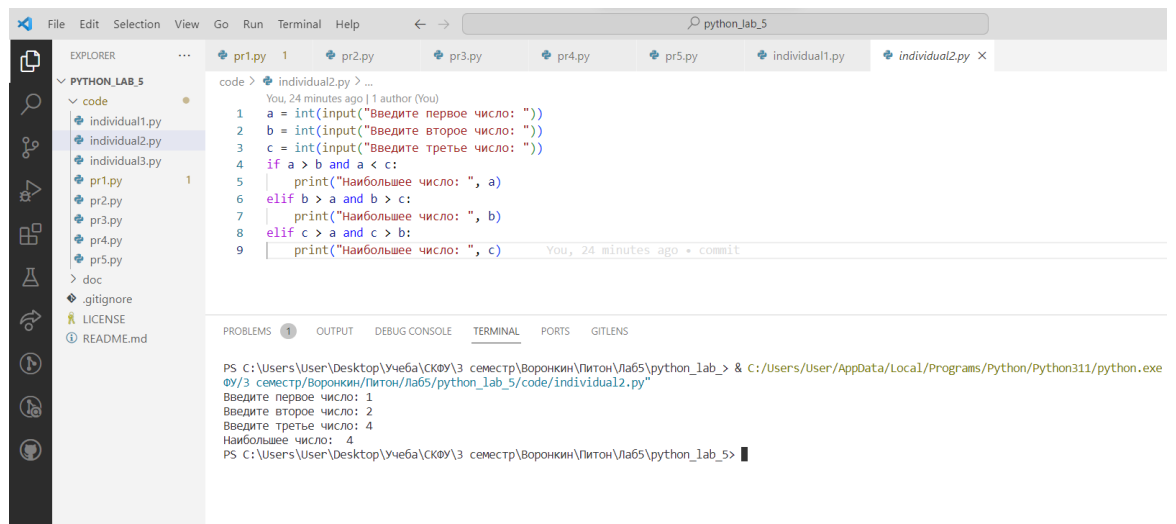 File Edit Selection View Go Run Terminal Help ← → python_lab_5
EXPLORER ...
PYTHON_LAB_5
code
individual1.py
individual2.py
individual3.py
pr1.py 1
pr2.py
pr3.py
pr4.py
pr5.py
doc
.gitignore
LICENSE
README.md
pr1.py 1 pr2.py pr3.py pr4.py pr5.py individual1.py individual2.py ×
code > individual2.py > ...
You, 24 minutes ago | 1 author (You)
1 a = int(input("Введите первое число: "))
2 b = int(input("Введите второе число: "))
3 c = int(input("Введите третье число: "))
4 if a > b and a < c:
5 print("Наибольшее число: ", a)
6 elif b > a and b > c:
7 print("Наибольшее число: ", b)
8 elif c > a and c > b:
9 print("Наибольшее число: ", c) You, 24 minutes ago • commit
PROBLEMS 1 OUTPUT DEBUG CONSOLE TERMINAL PORTS GITLENS
PS C:\Users\User\Desktop\Учеба\СКФУ\3 семестр\Воронкин\Питон\Лаб5\python_lab_> & C:/Users/User/AppData/Local/Programs/Python/Python311/python.exe
ФУ/3 семестр/Воронкин/Питон/Лаб5/python_lab_5/code/individual2.py"
Введите первое число: 1
Введите второе число: 2
Введите третье число: 4
Наибольшее число:  4
PS C:\Users\User\Desktop\Учеба\СКФУ\3 семестр\Воронкин\Питон\Лаб5\python_lab_5>